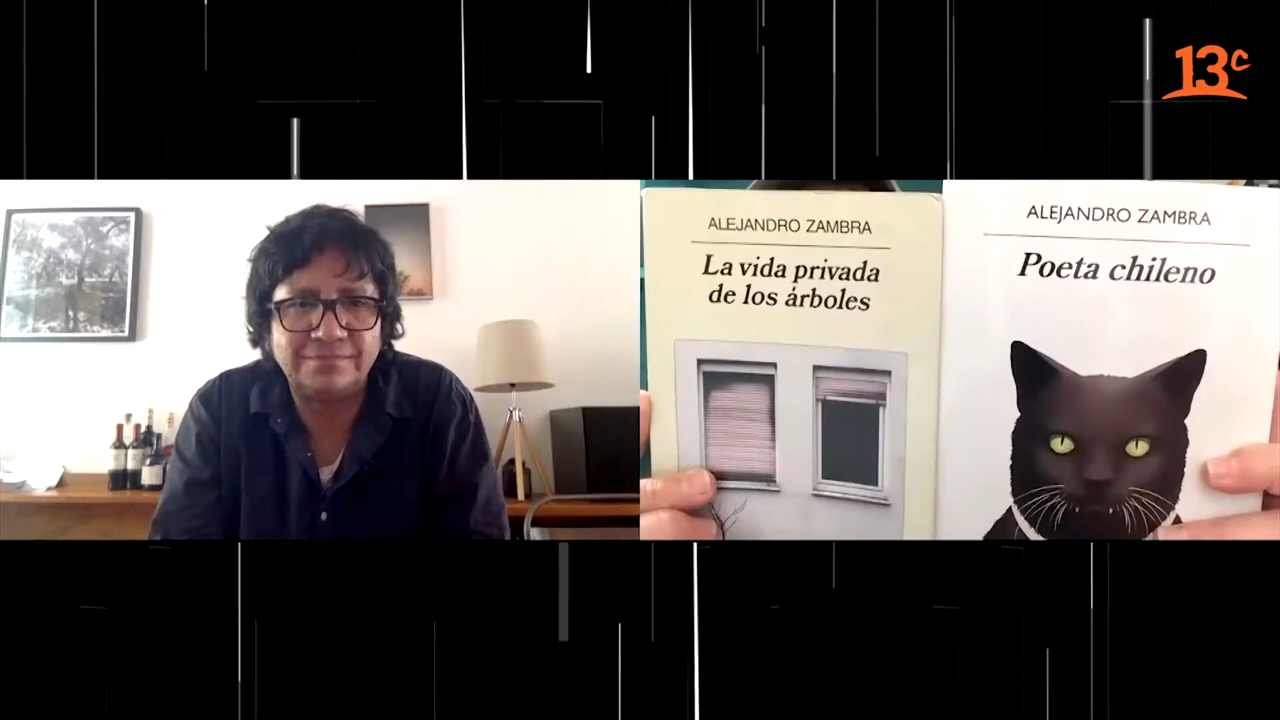 13c
ALEJANDRO ZAMBRA
La vida privada
de los árboles
ALEJANDRO ZAMBRA
Poeta chileno